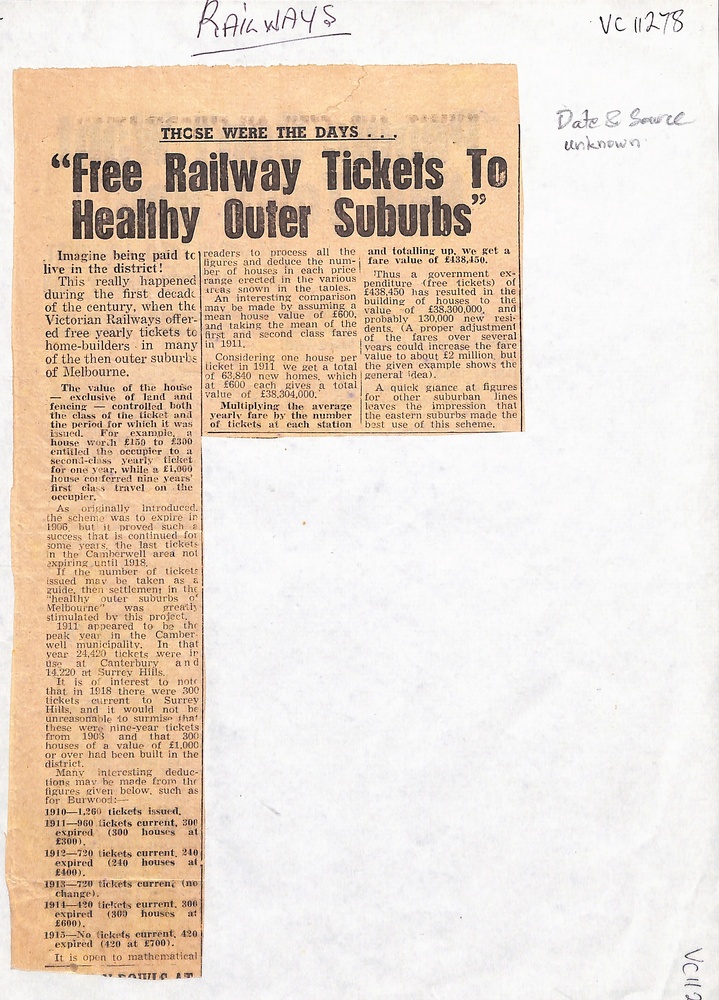 RAILWAYS
VC 11278
Date & Source
unknown
THOSE WERE THE DAYS . . .
“Free Railway Tickets To
Healthy Outer Suburbs”
Imagine being paid to
live in the district!
This really happened
during the first decade
of the century, when the
Victorian Railways offer-
ed free yearly tickets to
home-builders in many
of the then outer suburbs
of Melbourne.
The value of the house
— exclusive of land and
fencing — controlled both
the class of the ticket and
the period for which it was
issued. For example, a
house worth £150 to £300
entitled the occupier to a
second-class yearly ticket
for one year, while a £1,000
house conferred nine years'
first class travel on the
occupier.
As originally introduced,
the scheme was to expire in
1906, but it proved such a
success that is continued for
some years, the last tickets
in the Camberwell area not
expiring until 1918.
If the number of tickets
issued may be taken as a
guide, then settlement in the
"healthy outer suburbs of
Melbourne" was greatly
stimulated by this project.
1911 appeared to be the
peak year in the Camber-
well municipality. In that
year 24,420 tickets were in
use at Canterbury and
14,220 at Surrey Hills.
It is of interest to note
that in 1918 there were 300
tickets current to Surrey
Hills, and it would not be
unreasonable to surmise that
these were nine-year tickets
from 1908 and that 300
houses of a value of £1,000
or over had been built in the
district.
Many interesting deduc-
tions may be made from the
figures given below, such as
for Burwood:—
1910—1,260 tickets issued.
1911—960 tickets current, 300
expired (300 houses at
£300).
1912—720 tickets current, 240
expired (240 houses at
£400).
1913—720 tickets current (no
change).
1914—420 tickets current, 300
expired (300 houses at
£600).
1915—No tickets current, 420
expired (420 at £700).
It is open to mathematical
readers to process all the
figures and deduce the num-
ber of houses in each price
range erected in the various
areas snown in the tables.
An interesting comparison
may be made by assuming a
mean house value of £600,
and taking the mean of the
first and second class fares
in 1911.
Considering one house per
ticket in 1911 we get a total
of 63,840 new homes, which
at £600 each gives a total
value of £38,304,000.
Multiplying the average
yearly fare by the number
of tickets at each station
and totalling up, we get a
fare value of £438,450.
Thus a government ex-
penditure (free tickets) of
£438,450 has resulted in the
building of houses to the
value of £38,300,000, and
probably 130,000 new resi-
dents. (A proper adjustment
of the fares over several
years could increase the fare
value to about £2 million, but
the given example shows the
general idea).
A quick glance at figures
for other suburban lines
leaves the impression that
the eastern suburbs made the
best use of this scheme.
VC112